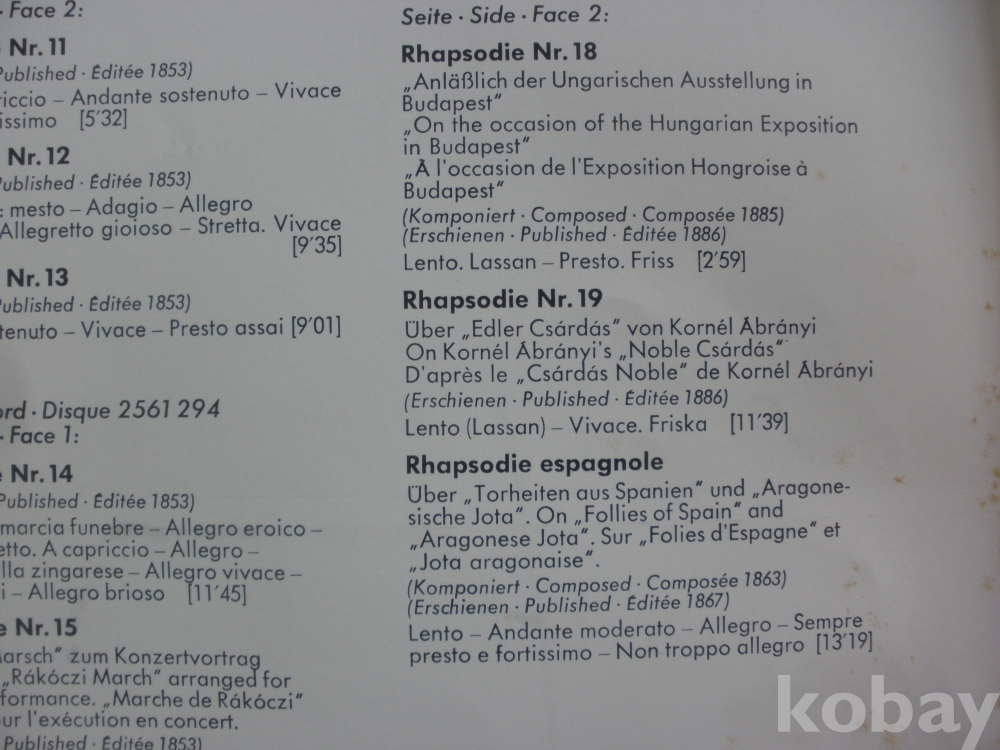 · Face 2:
Nr. 11
Published · Éditée 1853)
riccio – Andante sostenuto – Vivace
issimo [5'32]
Nr. 12
Published · Éditée 1853)
: mesto – Adagio – Allegro
Allegretto gioioso – Stretta. Vivace
[9'35]
Nr. 13
Published · Éditée 1853)
tenuto – Vivace – Presto assai [9'01]
ord · Disque 2561 294
· Face 1:
e Nr. 14
Published · Éditée 1853)
marcia funebre – Allegro eroico –
etto. A capriccio – Allegro –
lla zingarese – Allegro vivace –
i – Allegro brioso [11'45]
e Nr. 15
Marsch" zum Konzertvortrag
„Rákóczi March" arranged for
formance. „Marche de Rákóczi"
our l'exécution en concert.
Published · Éditée 1853)
Seite · Side · Face 2:
Rhapsodie Nr. 18
„Anläßlich der Ungarischen Ausstellung in
Budapest"
„On the occasion of the Hungarian Exposition
in Budapest"
„À l'occasion de l'Exposition Hongroise à
Budapest"
(Komponiert · Composed · Composée 1885)
(Erschienen · Published · Éditée 1886)
Lento. Lassan – Presto. Friss [2'59]
Rhapsodie Nr. 19
Über „Edler Csárdás" von Kornél Ábrányi
On Kornél Ábrányi's „Noble Csárdás"
D'après le „Csárdás Noble" de Kornél Ábrányi
(Erschienen · Published · Éditée 1886)
Lento (Lassan) – Vivace. Friska [11'39]
Rhapsodie espagnole
Über „Torheiten aus Spanien" und „Aragone-
sische Jota". On „Follies of Spain" and
„Aragonese Jota". Sur „Folies d'Espagne" et
„Jota aragonaise".
(Komponiert · Composed · Composée 1863)
(Erschienen · Published · Éditée 1867)
Lento – Andante moderato – Allegro – Sempre
presto e fortissimo – Non troppo allegro [13'19]
kobay